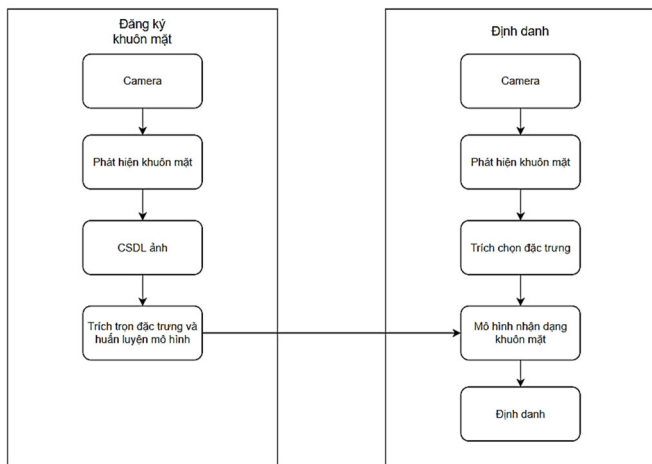 Đăng ký
khuôn mặt
Camera
Phát hiện khuôn mặt
CSDL ảnh
Trích trọn đặc trưng và
huấn luyện mô hình
Định danh
Camera
Phát hiện khuôn mặt
Trích chọn đặc trưng
Mô hình nhận dạng
khuôn mặt
Định danh